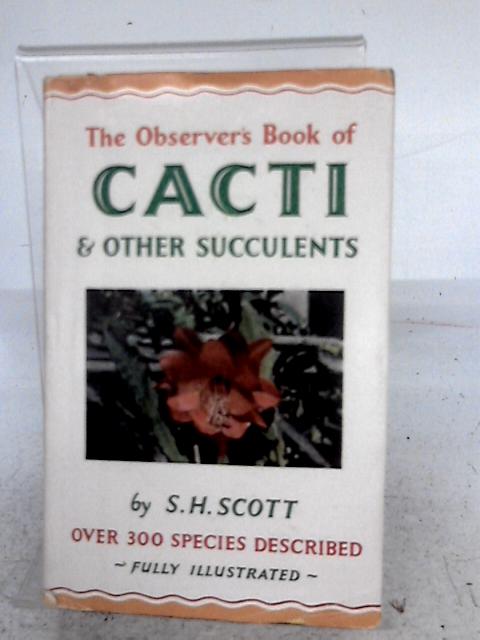 The Observer's Book of
CACTI
& OTHER SUCCULENTS
by S.H. SCOTT
OVER 300 SPECIES DESCRIBED
~ FULLY ILLUSTRATED ~